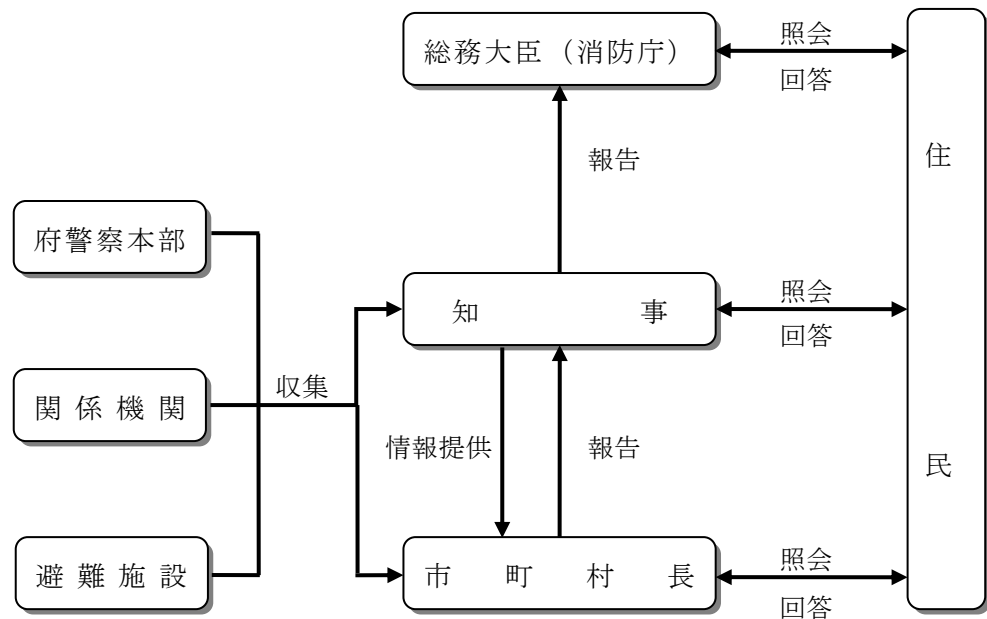 総務大臣（消防庁）
照会
回答
住民
報告
府警察本部
知事
照会
回答
関係機関
収集
情報提供
報告
避難施設
市町村長
照会
回答